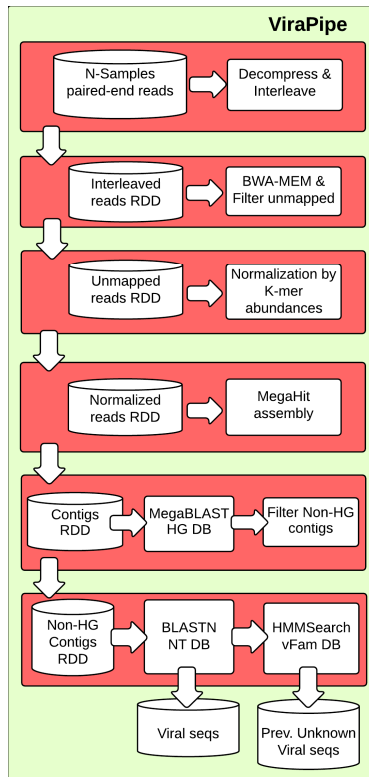 ViraPipe
N-Samples
paired-end reads
Decompress &
Interleave
Interleaved
reads RDD
BWA-MEM &
Filter unmapped
Unmapped
reads RDD
Normalization by
K-mer
abundances
Normalized
reads RDD
MegaHit
assembly
Contigs
RDD
MegaBLAST
HG DB
Filter Non-HG
contigs
Non-HG
Contigs
RDD
BLASTN
NT DB
HMMSearch
vFam DB
Viral seqs
Prev. Unknown
Viral seqs